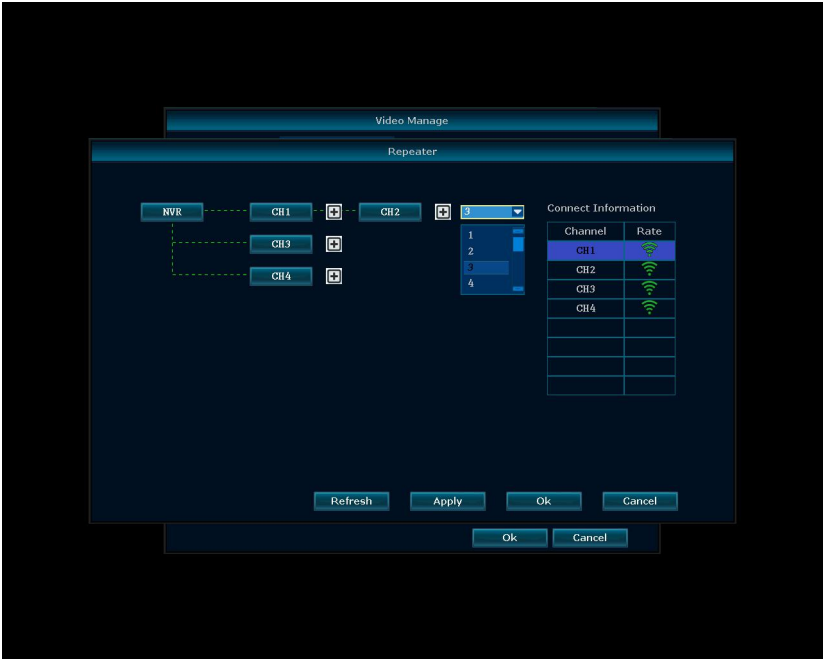 Video Manage
Repeater
NVR CH1 CH2 3
CH3
CH4
1
2
3
4
Connect Information
Channel Rate
CH1
CH2
CH3
CH4
Refresh Apply Ok Cancel
Ok Cancel